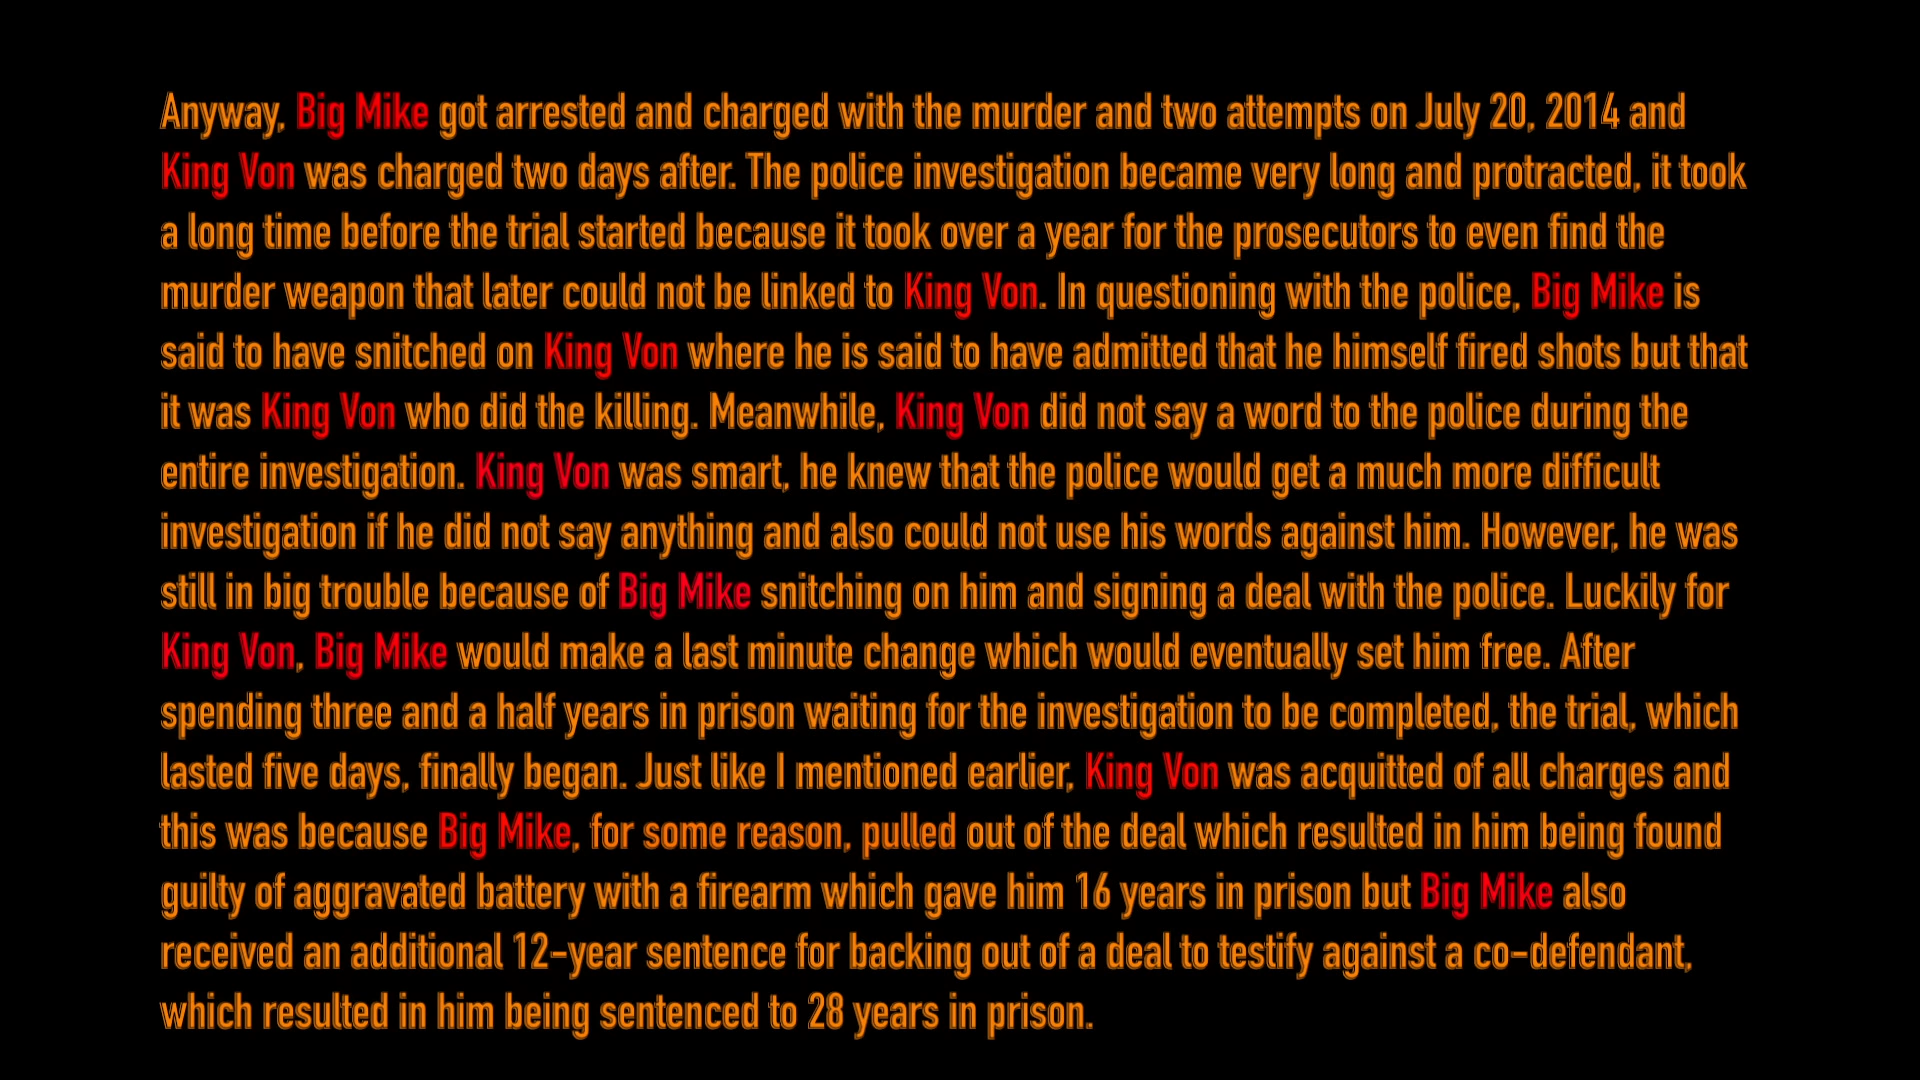 Anyway, Big Mike got arrested and charged with the murder and two attempts on July 20, 2014 and
King Von was charged two days after. The police investigation became very long and protracted, it took
a long time before the trial started because it took over a year for the prosecutors to even find the
murder weapon that later could not be linked to King Von. In questioning with the police, Big Mike is
said to have snitched on King Von where he is said to have admitted that he himself fired shots but that
it was King Von who did the killing. Meanwhile, King Von did not say a word to the police during the
entire investigation. King Von was smart, he knew that the police would get a much more difficult
investigation if he did not say anything and also could not use his words against him. However, he was
still in big trouble because of Big Mike snitching on him and signing a deal with the police. Luckily for
King Von, Big Mike would make a last minute change which would eventually set him free. After
spending three and a half years in prison waiting for the investigation to be completed, the trial, which
lasted five days, finally began. Just like I mentioned earlier, King Von was acquitted of all charges and
this was because Big Mike, for some reason, pulled out of the deal which resulted in him being found
guilty of aggravated battery with a firearm which gave him 16 years in prison but Big Mike also
received an additional 12-year sentence for backing out of a deal to testify against a co-defendant,
which resulted in him being sentenced to 28 years in prison.